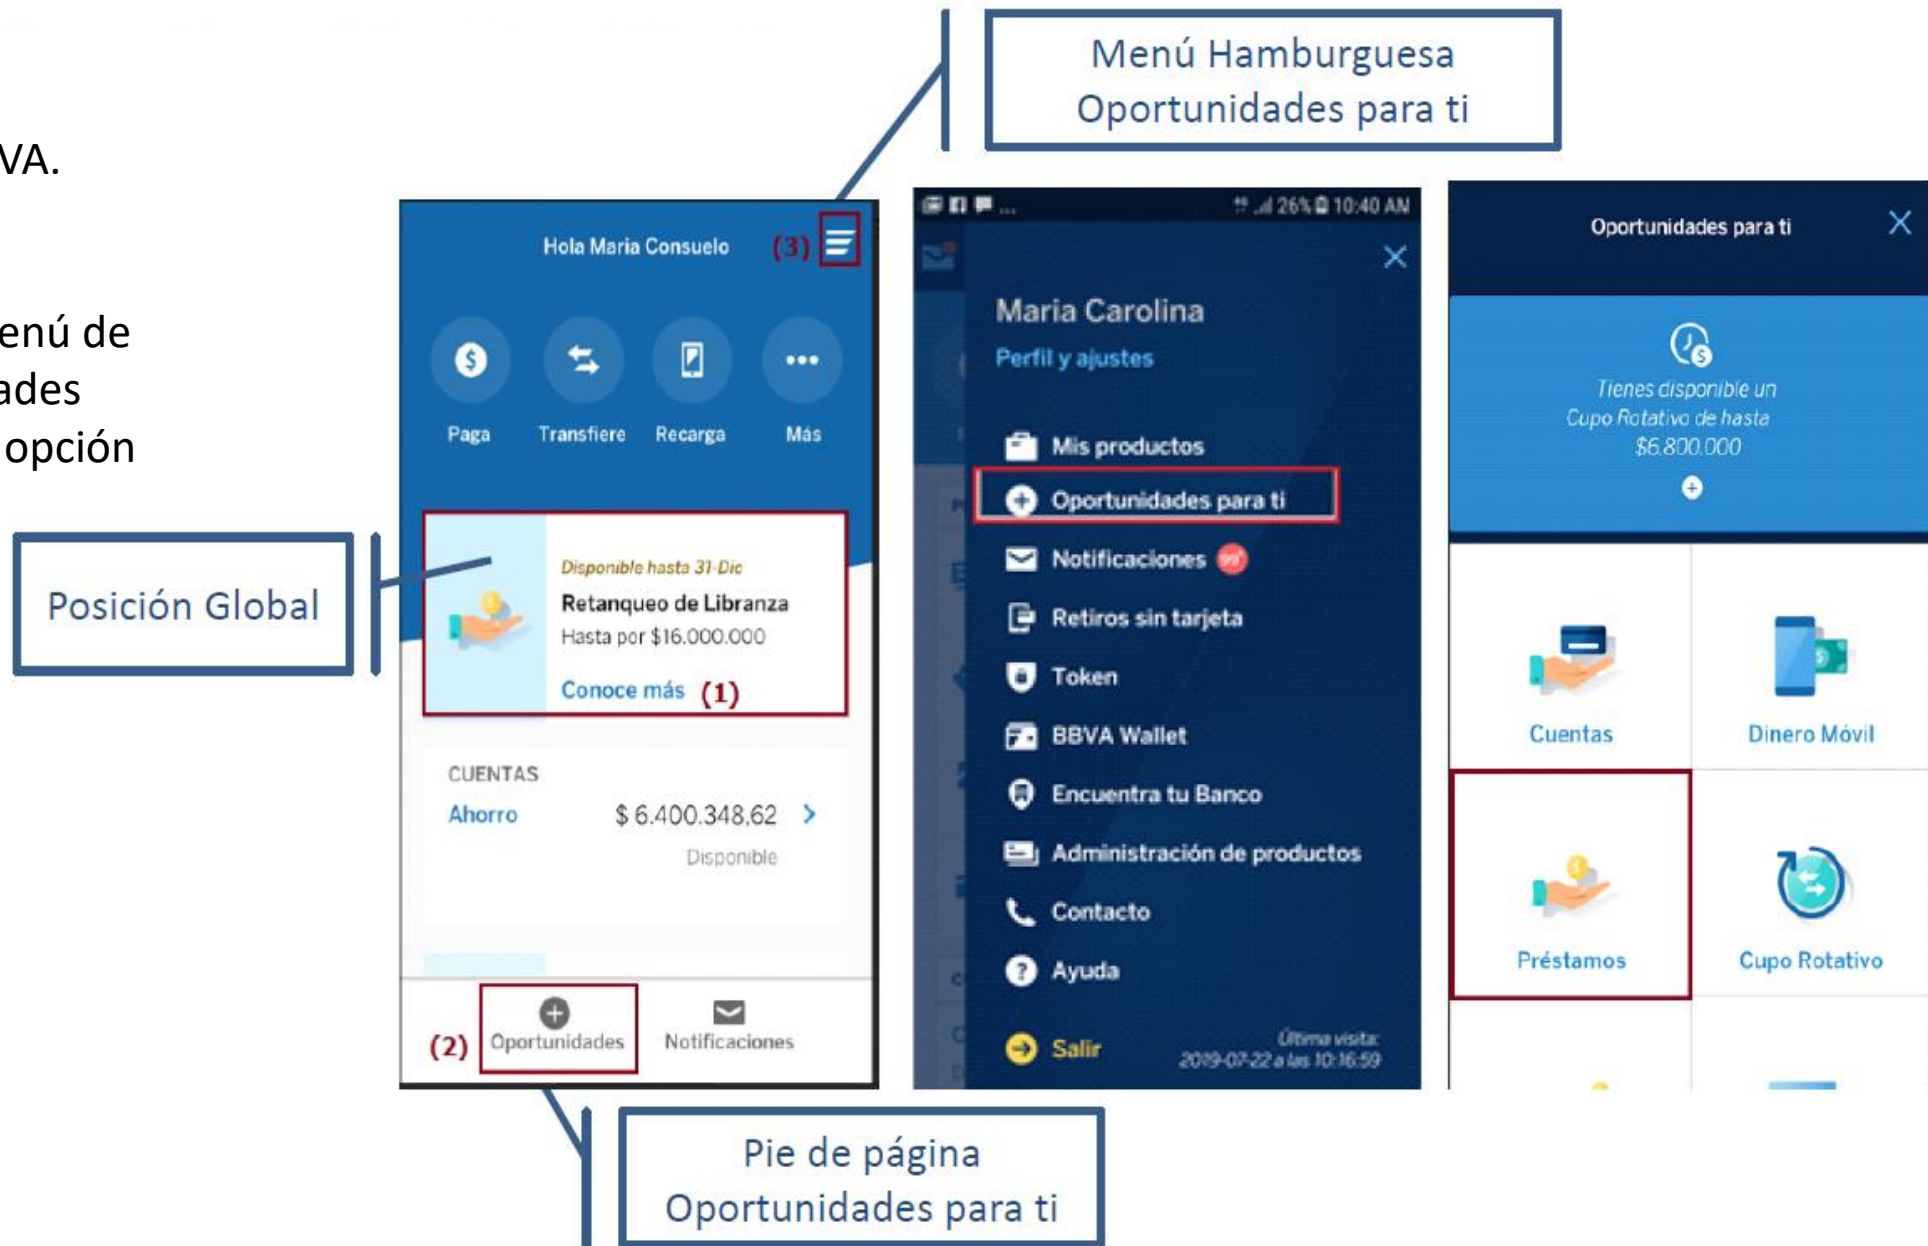 Menú Hamburguesa
Oportunidades para ti
VA.
enú de
ades
opción
Posición Global
Hola Maria Consuelo
(3)
Paga
Transfiere
Recarga
Más
Disponible hasta 31-Dic
Retanqueo de Libranza
Hasta por $16.000.000
Conoce más (1)
CUENTAS
Ahorro
$ 6.400.348,62
Disponible
(2)
Oportunidades
Notificaciones
Pie de página
Oportunidades para ti
... 26% 10:40 AM
Maria Carolina
Perfil y ajustes
Mis productos
Oportunidades para ti
Notificaciones
Retiros sin tarjeta
Token
BBVA Wallet
Encuentra tu Banco
Administración de productos
Contacto
Ayuda
Salir
Última visita:
2019-07-22 a las 10:16:59
Oportunidades para ti
Tienes disponible un
Cupo Rotativo de hasta
$6.800.000
Cuentas
Dinero Móvil
Préstamos
Cupo Rotativo